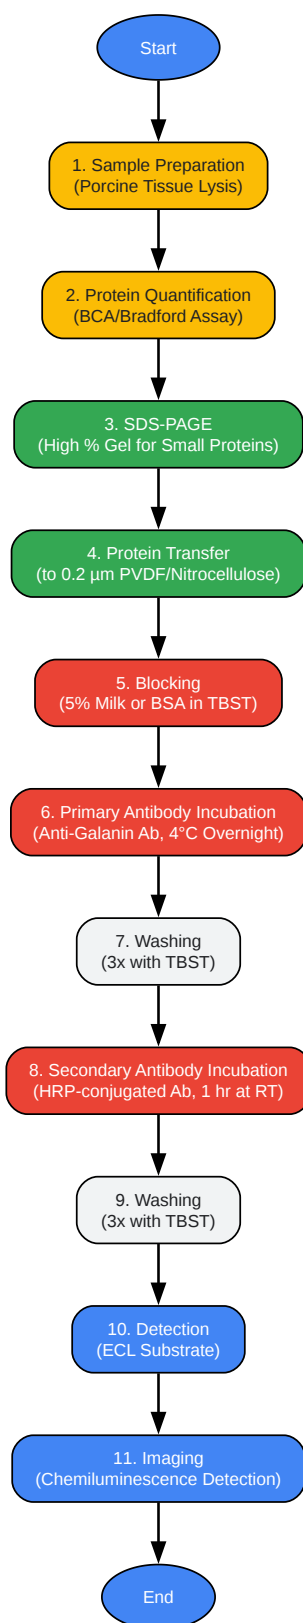 Start
1. Sample Preparation
(Porcine Tissue Lysis)
2. Protein Quantification
(BCA/Bradford Assay)
3. SDS-PAGE
(High % Gel for Small Proteins)
4. Protein Transfer
(to 0.2 µm PVDF/Nitrocellulose)
5. Blocking
(5% Milk or BSA in TBST)
6. Primary Antibody Incubation
(Anti-Galanin Ab, 4°C Overnight)
7. Washing
(3x with TBST)
8. Secondary Antibody Incubation
(HRP-conjugated Ab, 1 hr at RT)
9. Washing
(3x with TBST)
10. Detection
(ECL Substrate)
11. Imaging
(Chemiluminescence Detection)
End